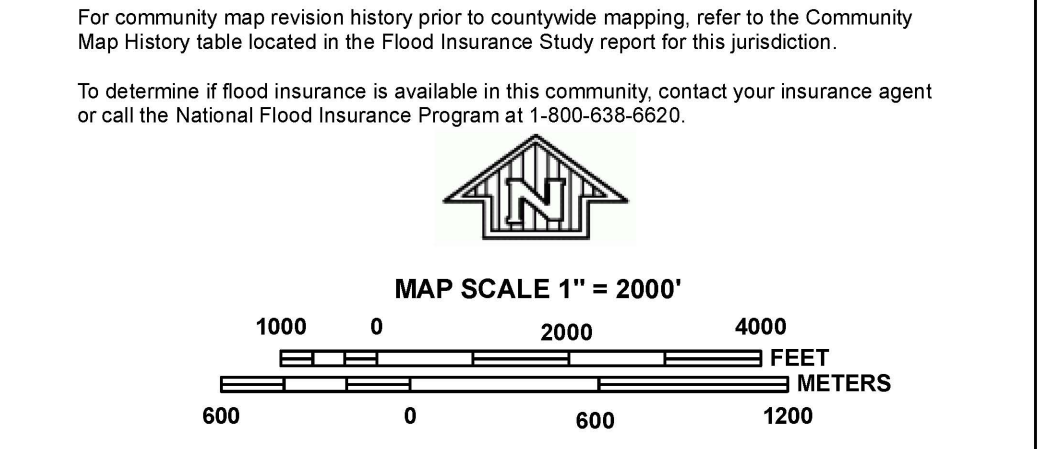 For community map revision history prior to countywide mapping, refer to the Community
Map History table located in the Flood Insurance Study report for this jurisdiction.
To determine if flood insurance is available in this community, contact your insurance agent
or call the National Flood Insurance Program at 1-800-638-6620.
N
MAP SCALE 1" = 2000'
1000 0 2000 4000
FEET
METERS
600 0 600 1200